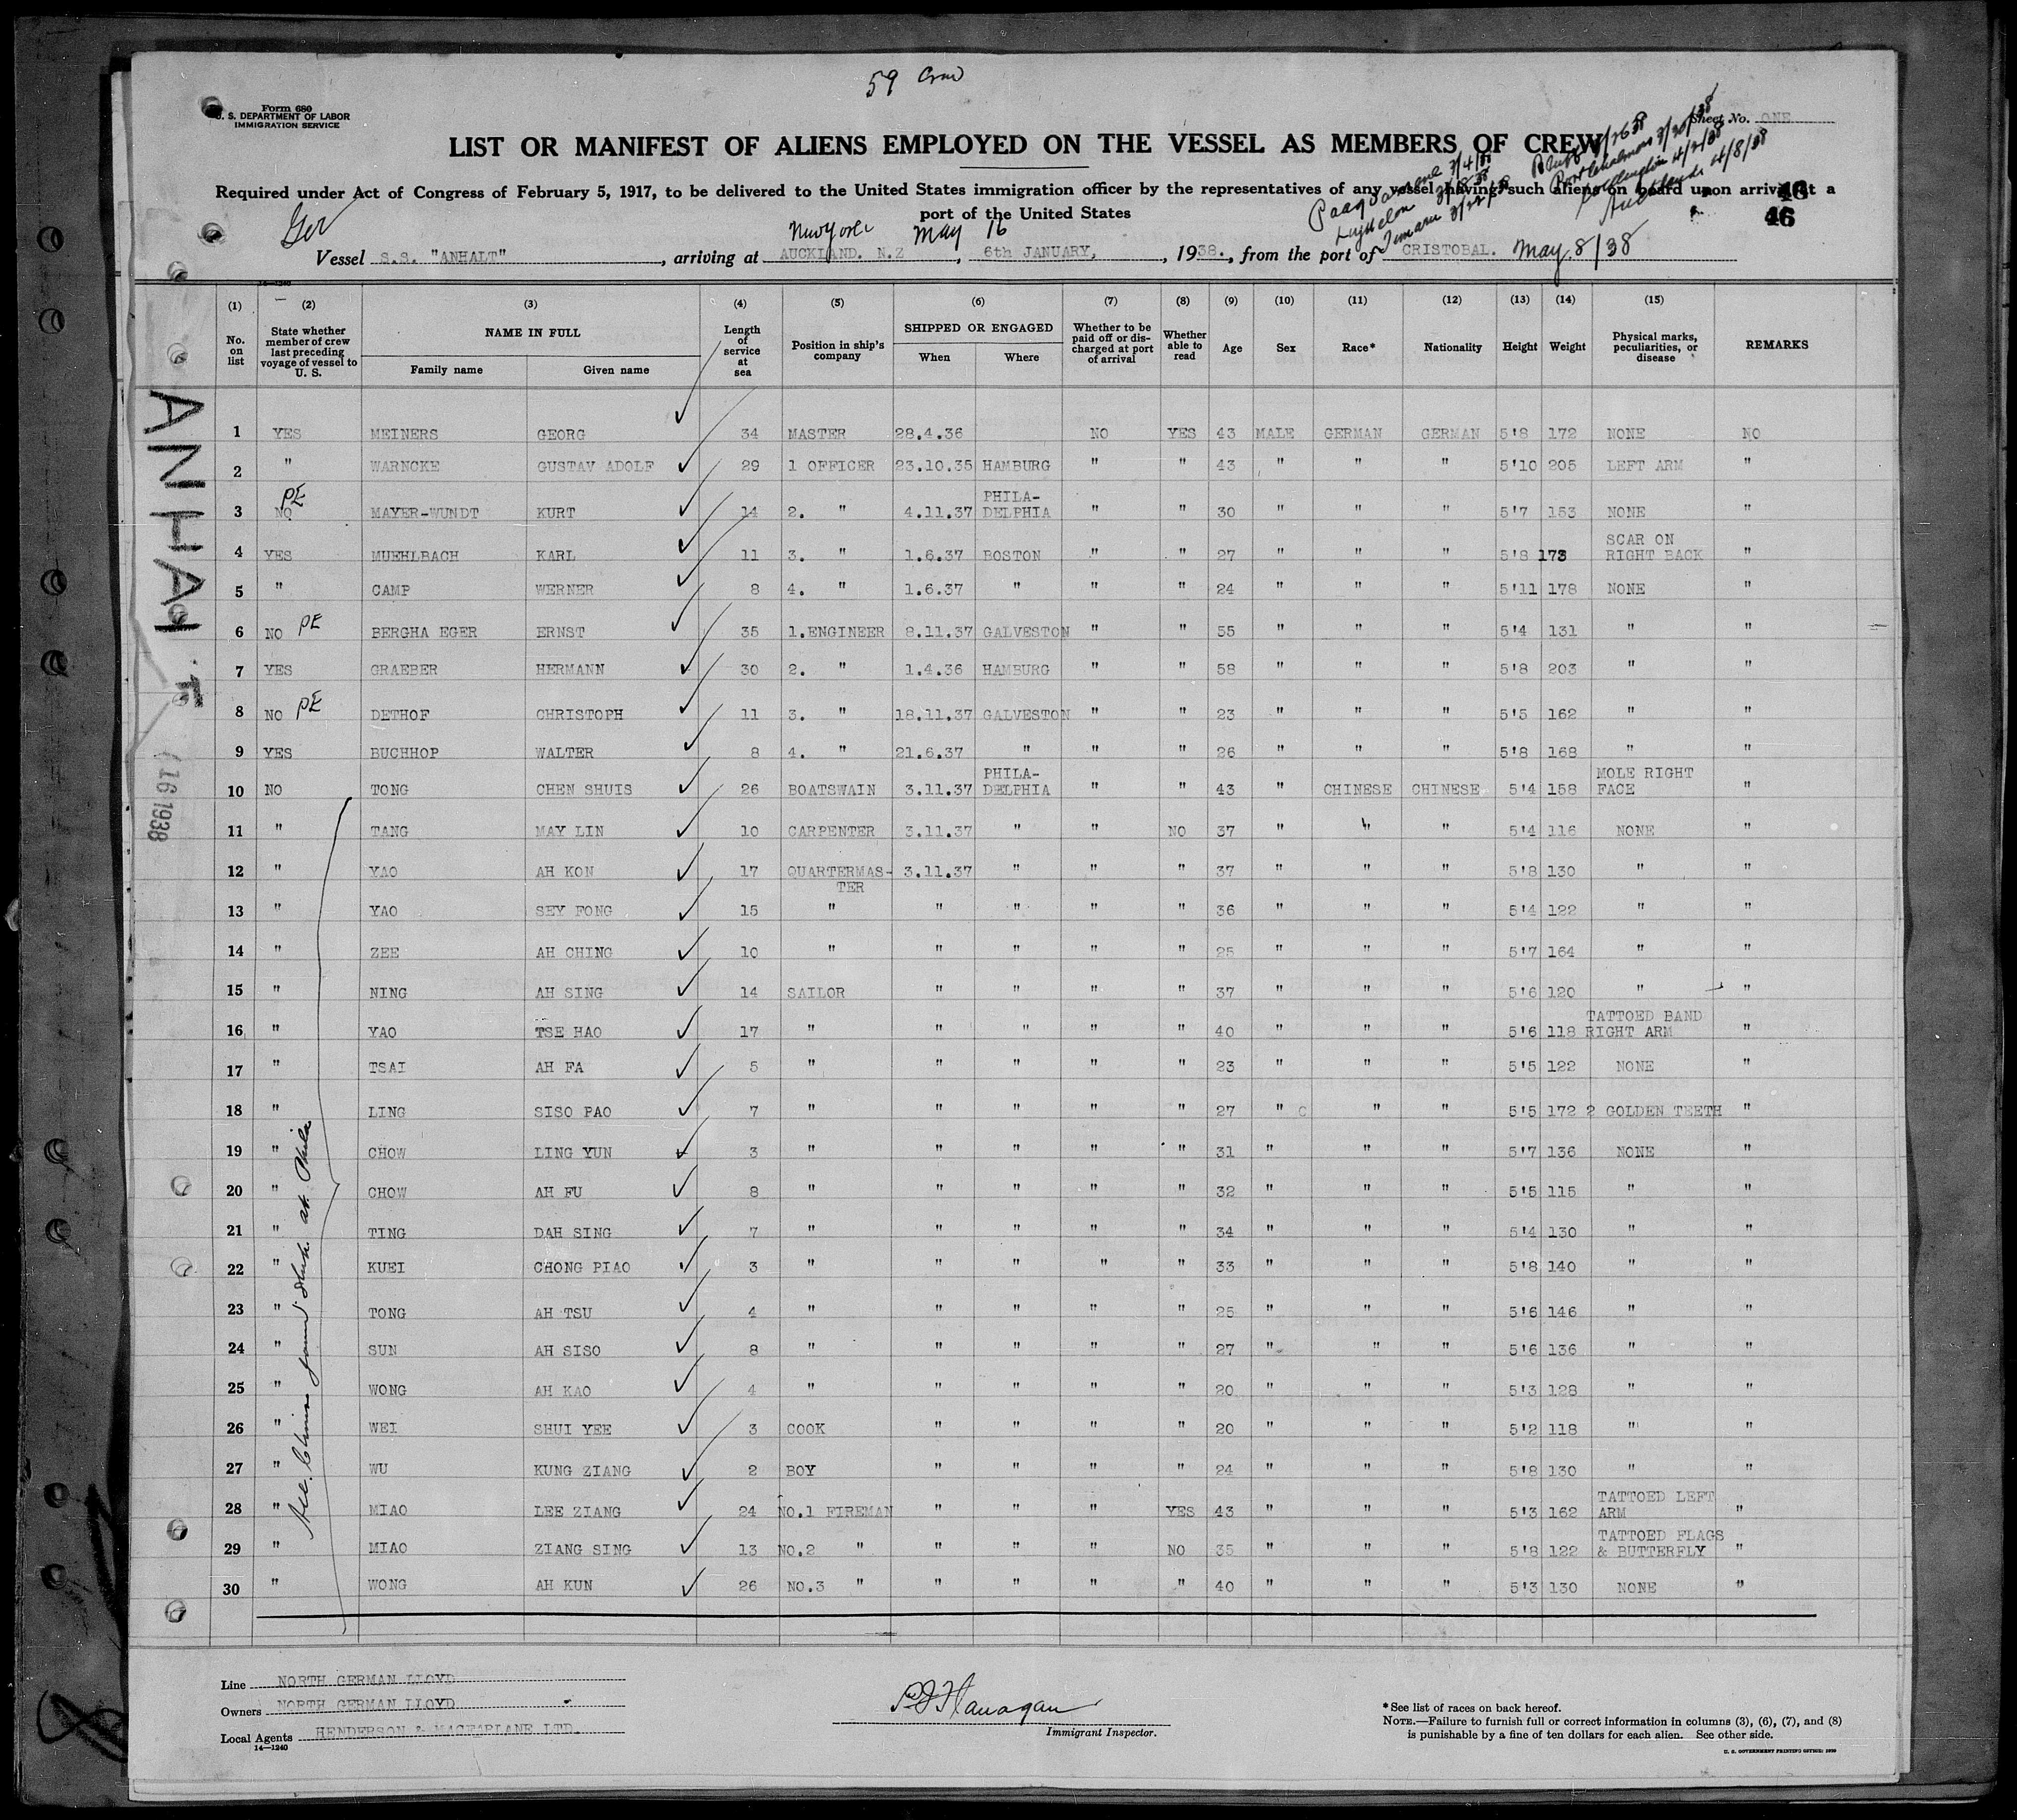 59 Crew
Form 680
U. S. DEPARTMENT OF LABOR
IMMIGRATION SERVICE
Sheet No. ONE
LIST OR MANIFEST OF ALIENS EMPLOYED ON THE VESSEL AS MEMBERS OF CREW
Required under Act of Congress of February 5, 1917, to be delivered to the United States immigration officer by the representatives of any vessel having such aliens on board upon arrival at a
port of the United States
46
46
Ger
New York May 16
Vessel S.S. "ANHALT", arriving at AUCKLAND. N.Z, 6th JANUARY, 1938., from the port of CRISTOBAL. May 8/38
14—1240
(1) (2) (3) (4) (5) (6) (7) (8) (9) (10) (11) (12) (13) (14) (15)
No. on list | State whether member of crew last preceding voyage of vessel to U. S. | NAME IN FULL | Length of service at sea | Position in ship's company | SHIPPED OR ENGAGED | Whether to be paid off or discharged at port of arrival | Whether able to read | Age | Sex | Race* | Nationality | Height | Weight | Physical marks, peculiarities, or disease | REMARKS
Family name | Given name | When | Where
1 YES MEINERS GEORG 34 MASTER 28.4.36 NO YES 43 MALE GERMAN GERMAN 5'8 172 NONE NO
2 " WARNCKE GUSTAV ADOLF 29 1 OFFICER 23.10.35 HAMBURG " " 43 " " " 5'10 205 LEFT ARM "
3 NO PE MAYER-WUNDT KURT 14 2. " 4.11.37 PHILA-DELPHIA " " 30 " " " 5'7 153 NONE "
4 YES MUEHLBACH KARL 11 3. " 1.6.37 BOSTON " " 27 " " " 5'8 173 SCAR ON RIGHT BACK "
5 " CAMP WERNER 8 4. " 1.6.37 " " " 24 " " " 5'11 178 NONE "
6 NO PE BERGHA EGER ERNST 35 1.ENGINEER 8.11.37 GALVESTON " " 55 " " " 5'4 131 " "
7 YES GRAEBER HERMANN 30 2. " 1.4.36 HAMBURG " " 58 " " " 5'8 203 " "
8 NO PE DETHOF CHRISTOPH 11 3. " 18.11.37 GALVESTON " " 23 " " " 5'5 162 " "
9 YES BUCHHOP WALTER 8 4. " 21.6.37 " " " 26 " " " 5'8 168 " "
10 NO TONG CHEN SHUIS 26 BOATSWAIN 3.11.37 PHILA-DELPHIA " " 43 " CHINESE CHINESE 5'4 158 MOLE RIGHT FACE "
11 " TANG MAY LIN 10 CARPENTER 3.11.37 " " NO 37 " " " 5'4 116 NONE "
12 " YAO AH KON 17 QUARTERMAS-TER 3.11.37 " " " 37 " " " 5'8 130 " "
13 " YAO SEY FONG 15 " " " " " 36 " " " 5'4 122 " "
14 " ZEE AH CHING 10 " " " " " 25 " " " 5'7 164 " "
15 " NING AH SING 14 SAILOR " " " " 37 " " " 5'6 120 " "
16 " YAO TSE HAO 17 " " " " " 40 " " " 5'6 118 TATTOED BAND RIGHT ARM "
17 " TSAI AH FA 5 " " " " " 23 " " " 5'5 122 NONE "
18 " LING SISO PAO 7 " " " " " 27 " C " " 5'5 172 2 GOLDEN TEETH "
19 " CHOW LING YUN 3 " " " " " 31 " " " 5'7 136 NONE "
20 " CHOW AH FU 8 " " " " " 32 " " " 5'5 115 " "
21 " TING DAH SING 7 " " " " " 34 " " " 5'4 130 " "
22 " KUEI CHONG PIAO 3 " " " " " 33 " " " 5'8 140 " "
23 " TONG AH TSU 4 " " " " " 25 " " " 5'6 146 " "
24 " SUN AH SISO 8 " " " " " 27 " " " 5'6 136 " "
25 " WONG AH KAO 4 " " " " " 20 " " " 5'3 128 " "
26 " WEI SHUI YEE 3 COOK " " " " 20 " " " 5'2 118 " "
27 " WU KUNG ZIANG 2 BOY " " " " 24 " " " 5'8 130 " "
28 " MIAO LEE ZIANG 24 NO.1 FIREMAN " " " YES 43 " " " 5'3 162 TATTOED LEFT ARM "
29 " MIAO ZIANG SING 13 NO.2 " " " " NO 35 " " " 5'8 122 TATTOED FLAGS & BUTTERFLY "
30 " WONG AH KUN 26 NO.3 " " " " " 40 " " " 5'3 130 NONE "
ANHALT
16 1938
Line NORTH GERMAN LLOYD
Owners NORTH GERMAN LLOYD
Local Agents HENDERSON & MACFARLANE LTD.
14—1240
P J Flanagan
Immigrant Inspector.
* See list of races on back hereof.
NOTE.—Failure to furnish full or correct information in columns (3), (6), (7), and (8)
is punishable by a fine of ten dollars for each alien. See other side.